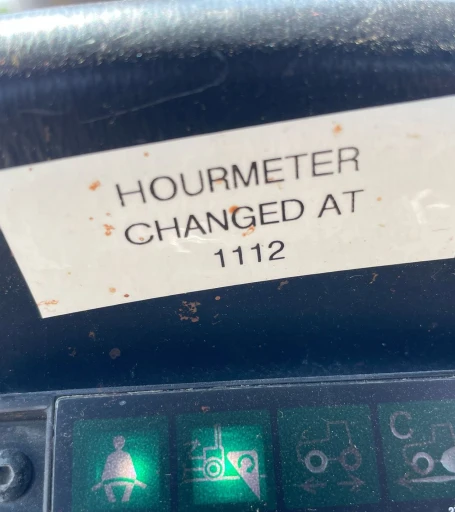 HOURMETER
CHANGED AT
1112
C